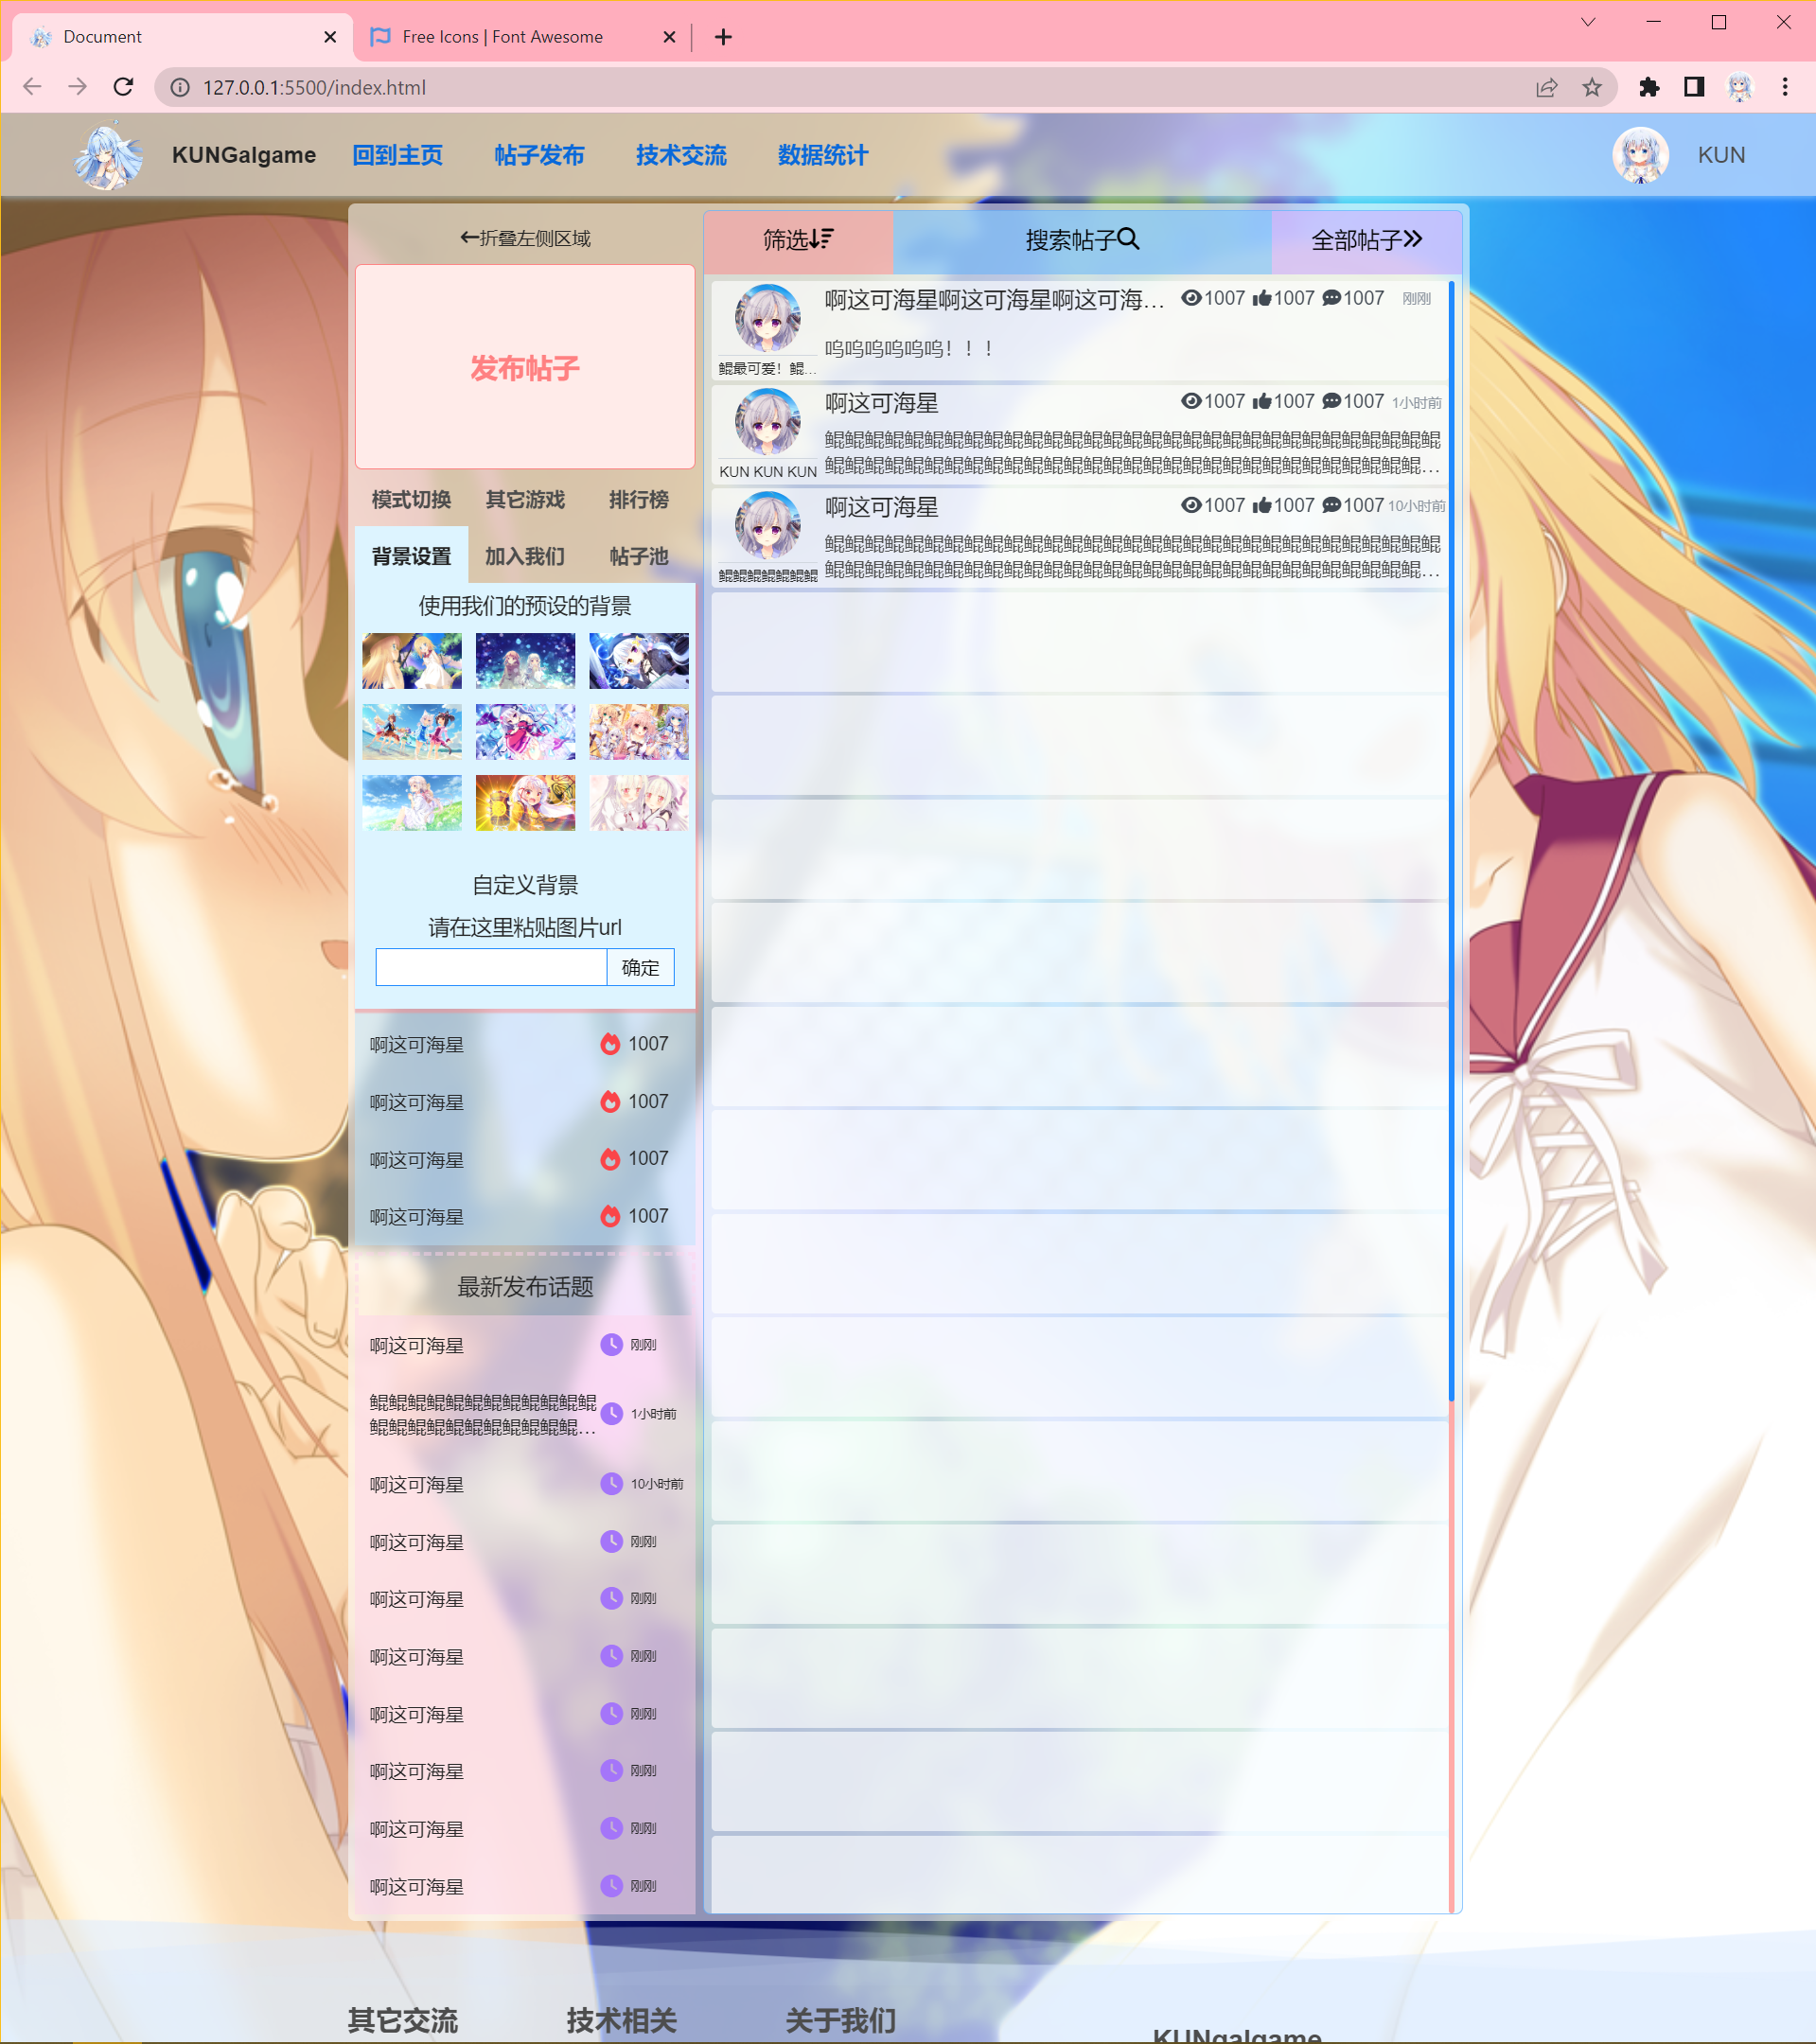 Document
Free Icons | Font Awesome
127.0.0.1:5500/index.html
KUNGalgame
回到主页
帖子发布
技术交流
数据统计
KUN
折叠左侧区域
发布帖子
模式切换
其它游戏
排行榜
背景设置
加入我们
帖子池
使用我们的预设的背景
自定义背景
请在这里粘贴图片url
确定
啊这可海星 1007
啊这可海星 1007
啊这可海星 1007
啊这可海星 1007
最新发布话题
啊这可海星 刚刚
鲲鲲鲲鲲鲲鲲鲲鲲鲲鲲鲲鲲
鲲鲲鲲鲲鲲鲲鲲鲲鲲鲲鲲... 1小时前
啊这可海星 10小时前
啊这可海星 刚刚
啊这可海星 刚刚
啊这可海星 刚刚
啊这可海星 刚刚
啊这可海星 刚刚
啊这可海星 刚刚
啊这可海星 刚刚
筛选
搜索帖子
全部帖子
啊这可海星啊这可海星啊这可海... 1007 1007 1007 刚刚
呜呜呜呜呜呜！！！
鲲最可爱！鲲...
啊这可海星 1007 1007 1007 1小时前
鲲鲲鲲鲲鲲鲲鲲鲲鲲鲲鲲鲲鲲鲲鲲鲲鲲鲲鲲鲲鲲鲲鲲鲲鲲鲲鲲鲲鲲鲲鲲
鲲鲲鲲鲲鲲鲲鲲鲲鲲鲲鲲鲲鲲鲲鲲鲲鲲鲲鲲鲲鲲鲲鲲鲲鲲鲲鲲鲲鲲鲲...
KUN KUN KUN
啊这可海星 1007 1007 1007 10小时前
鲲鲲鲲鲲鲲鲲鲲鲲鲲鲲鲲鲲鲲鲲鲲鲲鲲鲲鲲鲲鲲鲲鲲鲲鲲鲲鲲鲲鲲鲲鲲
鲲鲲鲲鲲鲲鲲鲲鲲鲲鲲鲲鲲鲲鲲鲲鲲鲲鲲鲲鲲鲲鲲鲲鲲鲲鲲鲲鲲鲲鲲...
鲲鲲鲲鲲鲲鲲鲲
其它交流
技术相关
关于我们
KUNgalgame